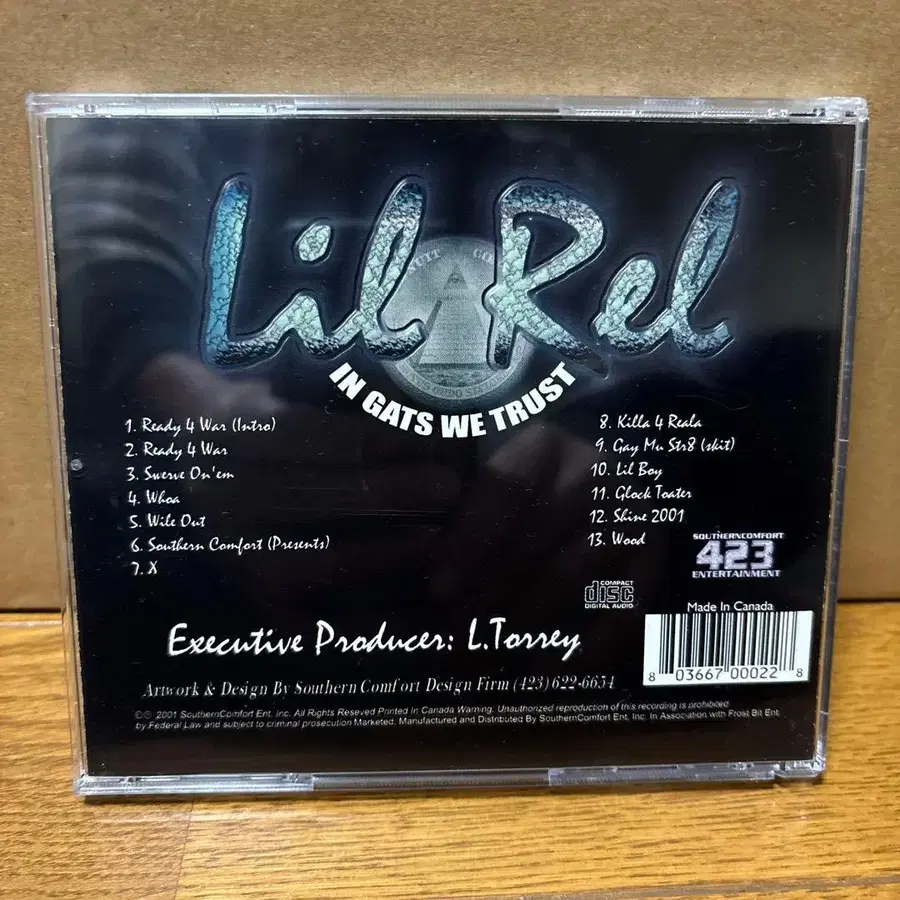 Lil Rel
IN GATS WE TRUST
1. Ready 4 War (Intro)
2. Ready 4 War
3. Swerve On'em
4. Whoa
5. Wile Out
6. Southern Comfort (Presents)
7. X
8. Killa 4 Reala
9. Gay Mu Str8 (skit)
10. Lil Boy
11. Glock Toater
12. Shine 2001
13. Wood
SOUTHERNCOMFORT
423
ENTERTAINMENT
COMPACT
disc
DIGITAL AUDIO
Made In Canada
Executive Producer: L.Torrey
8 03667 00022 8
Artwork & Design By Southern Comfort Design Firm (423) 622-6654
©℗ 2001 SouthernComfort Ent. Inc. All Rights Reseved Printed In Canada Warning. Unauthorized reproduction of this recording is prohibited
by Federal Law and subject to criminal prosecution Marketed. Manufactured and Distributed By SouthernComfort Ent, Inc. In Association with Frost Bit Ent.